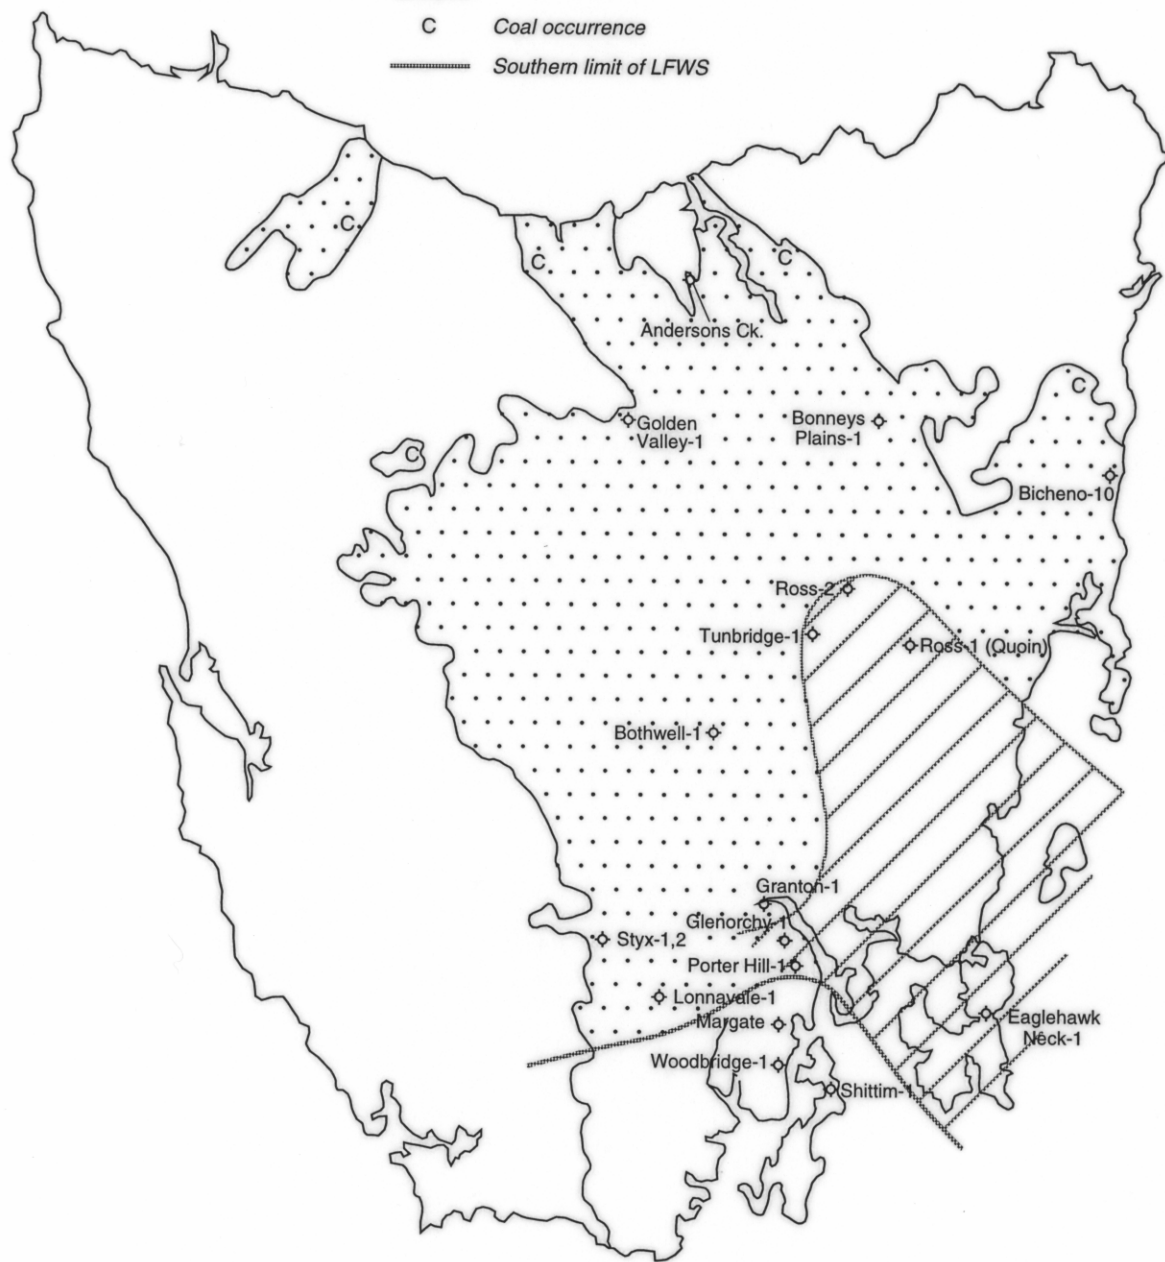 C Coal occurrence
Southern limit of LFWS
C
C
C
Andersons Ck.
C
Golden
Valley-1
Bonneys
Plains-1
C
Bicheno-10
Ross-2
Tunbridge-1
Ross-1 (Quoin)
Bothwell-1
Granton-1
Glenorchy-1
Styx-1,2
Porter Hill-1
Lonnavale-1
Margate
Eaglehawk
Neck-1
Woodbridge-1
Shittim-1